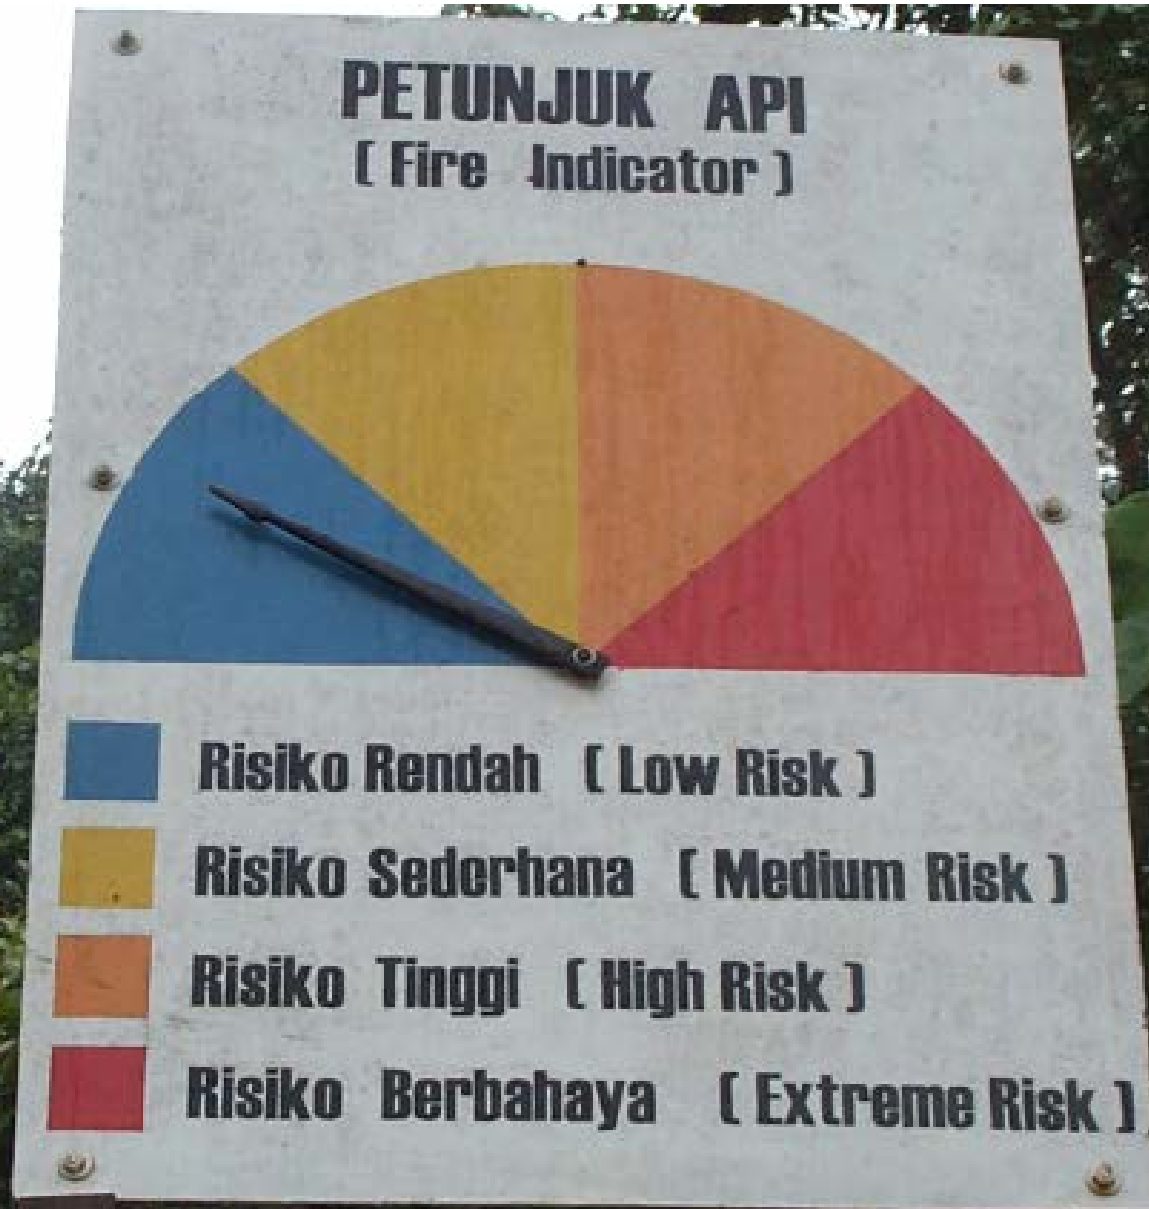 PETUNJUK API
( Fire Indicator )
Risiko Rendah ( Low Risk )
Risiko Sederhana ( Medium Risk )
Risiko Tinggi ( High Risk )
Risiko Berbahaya ( Extreme Risk )